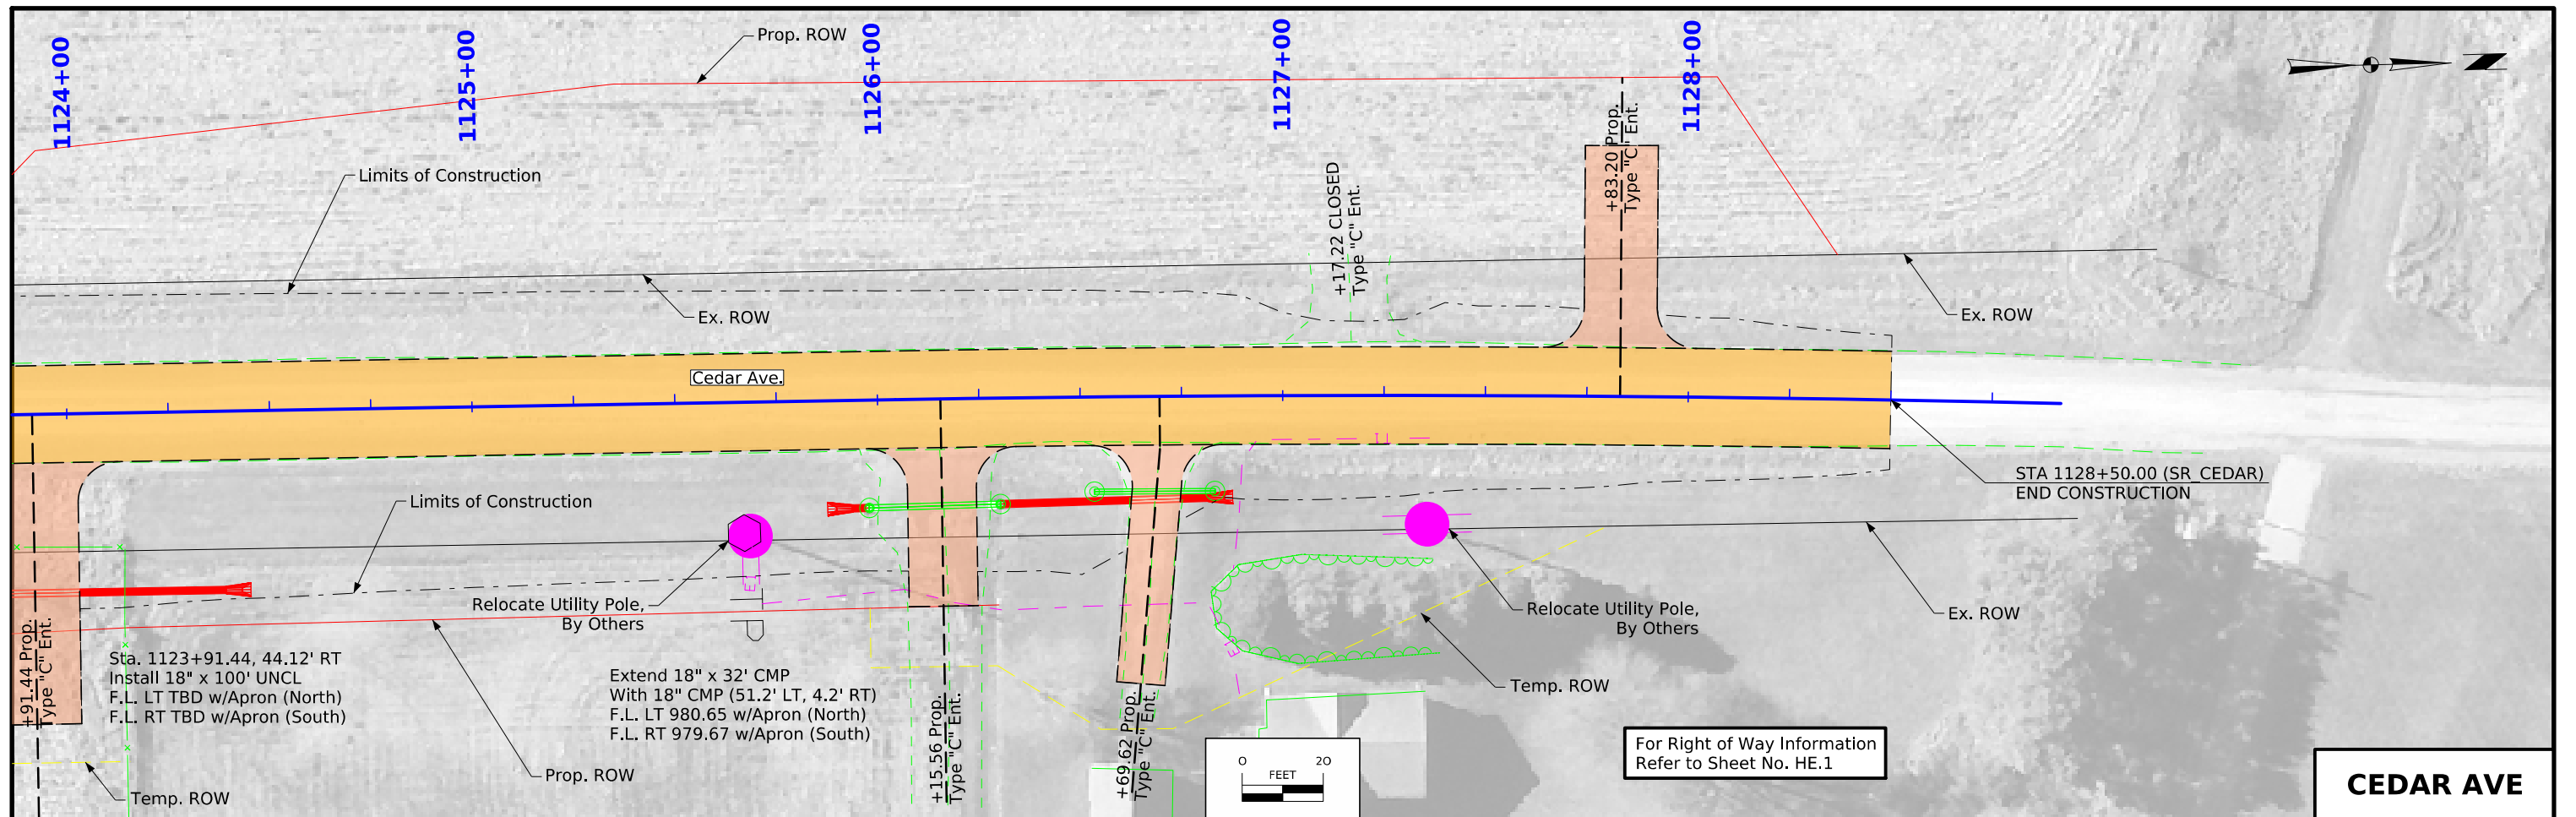 1124+00
1125+00
1126+00
1127+00
1128+00
Prop. ROW
Limits of Construction
+17.22 CLOSED
Type "C" Ent.
+83.20 Prop.
Type "C" Ent.
Ex. ROW
Ex. ROW
Cedar Ave.
STA 1128+50.00 (SR_CEDAR)
END CONSTRUCTION
Limits of Construction
Relocate Utility Pole,
By Others
Relocate Utility Pole,
By Others
Ex. ROW
+91.44 Prop.
Type "C" Ent.
Sta. 1123+91.44, 44.12' RT
Install 18" x 100' UNCL
F.L. LT TBD w/Apron (North)
F.L. RT TBD w/Apron (South)
Extend 18" x 32' CMP
With 18" CMP (51.2' LT, 4.2' RT)
F.L. LT 980.65 w/Apron (North)
F.L. RT 979.67 w/Apron (South)
+15.56 Prop.
Type "C" Ent.
+69.62 Prop.
Type "C" Ent.
Temp. ROW
Prop. ROW
Temp. ROW
0 20
FEET
For Right of Way Information
Refer to Sheet No. HE.1
CEDAR AVE